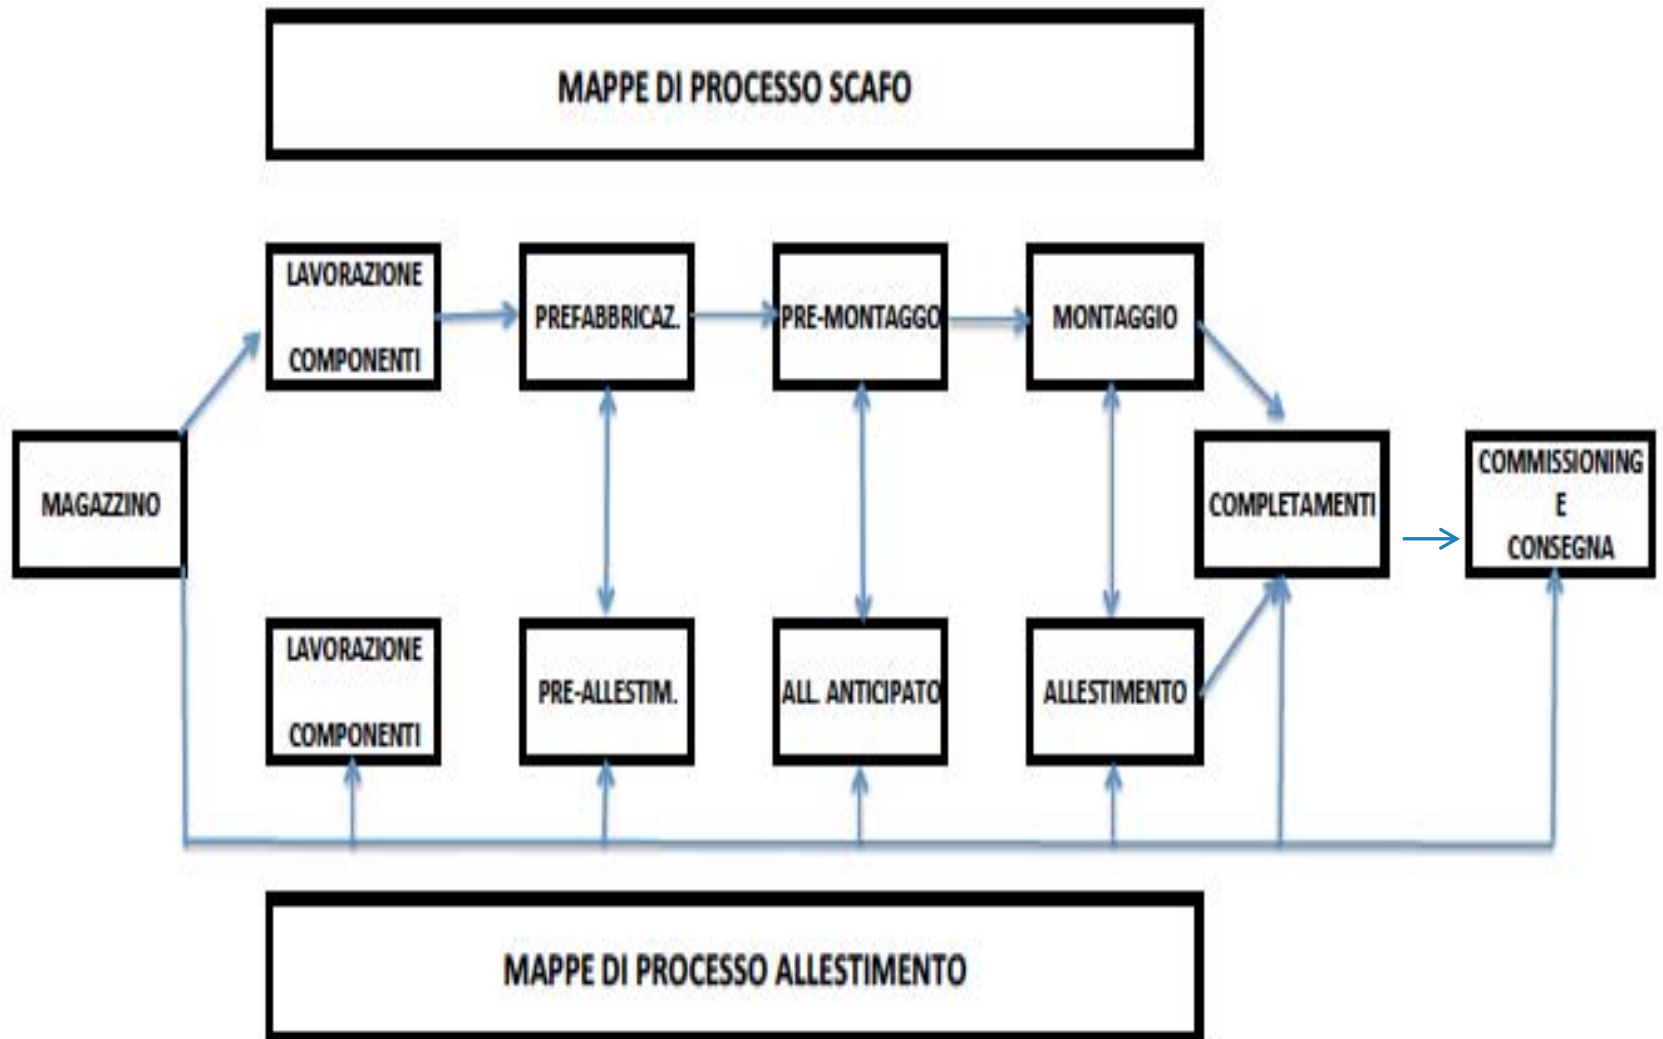 MAPPE DI PROCESSO SCAFO
LAVORAZIONE
COMPONENTI
PREFABBRICAZ.
PRE-MONTAGGO
MONTAGGIO
MAGAZZINO
COMPLETAMENTI
COMMISSIONING
E
CONSEGNA
LAVORAZIONE
COMPONENTI
PRE-ALLESTIM.
ALL. ANTICIPATO
ALLESTIMENTO
MAPPE DI PROCESSO ALLESTIMENTO